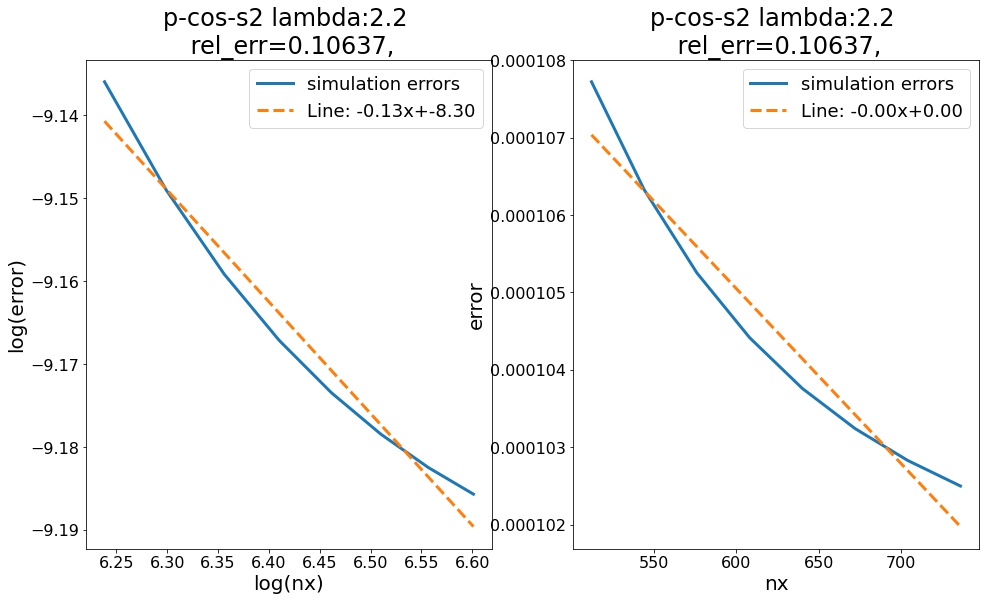 p-cos-s2 lambda:2.2
rel_err=0.10637,
simulation errors
Line: -0.13x+-8.30
log(error)
−9.14
−9.15
−9.16
−9.17
−9.18
−9.19
6.25 6.30 6.35 6.40 6.45 6.50 6.55 6.60
log(nx)
p-cos-s2 lambda:2.2
rel_err=0.10637,
simulation errors
Line: -0.00x+0.00
error
0.000108
0.000107
0.000106
0.000105
0.000104
0.000103
0.000102
550 600 650 700
nx